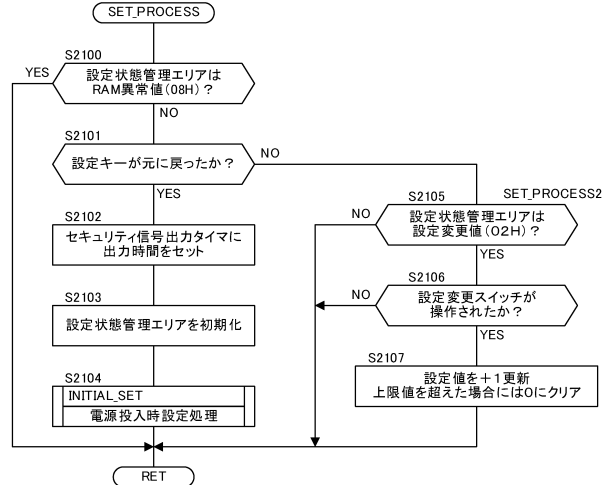 SET_PROCESS
S2100
YES
設定状態管理エリアは
RAM異常値(08H)?
NO
S2101
設定キーが元に戻ったか?
NO
YES
S2102
セキュリティ信号出力タイマに
出力時間をセット
S2103
設定状態管理エリアを初期化
S2104
INITIAL_SET
電源投入時設定処理
S2105
SET_PROCESS2
NO
設定状態管理エリアは
設定変更値(02H)?
YES
S2106
NO
設定変更スイッチが
操作されたか?
YES
S2107
設定値を+1更新
上限値を超えた場合には0にクリア
RET